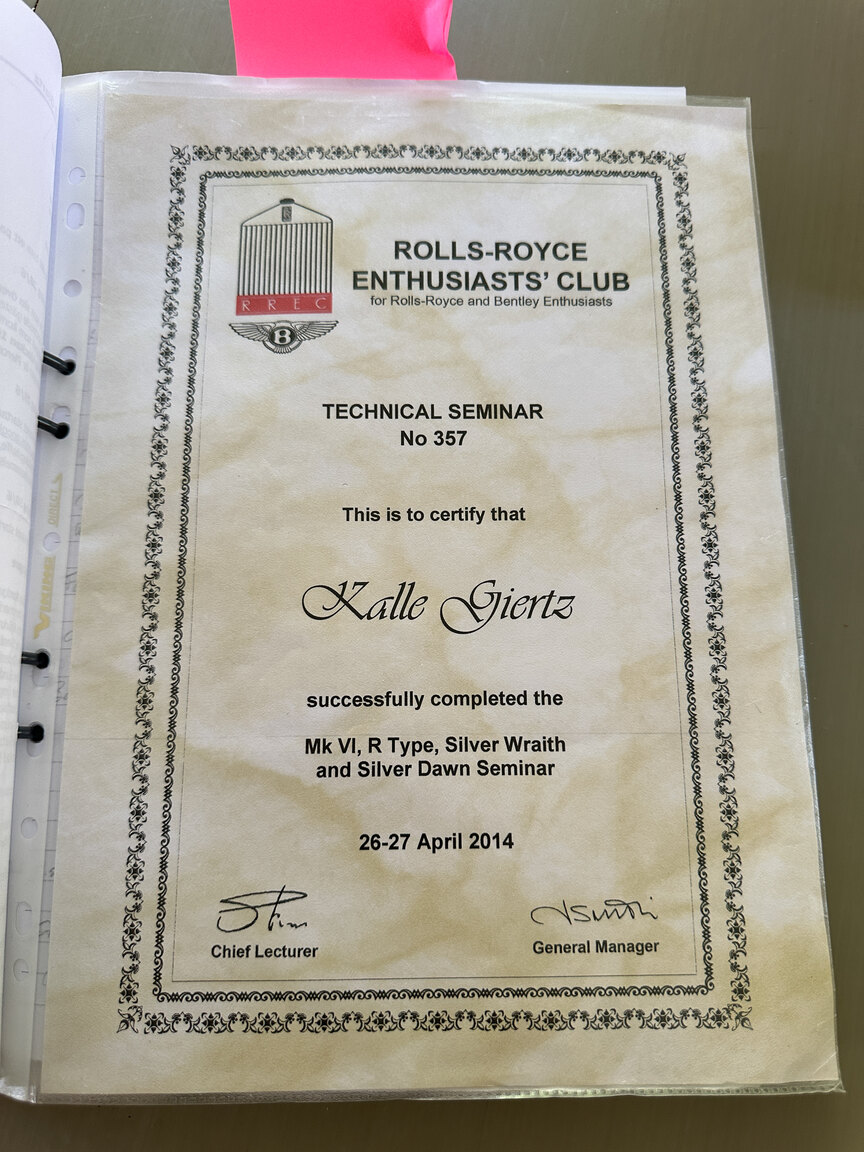 RREC
B
ROLLS-ROYCE
ENTHUSIASTS' CLUB
for Rolls-Royce and Bentley Enthusiasts
TECHNICAL SEMINAR
No 357
This is to certify that
Kalle Giertz
successfully completed the
Mk VI, R Type, Silver Wraith
and Silver Dawn Seminar
26-27 April 2014
Chief Lecturer
General Manager
VIKING DIRECT